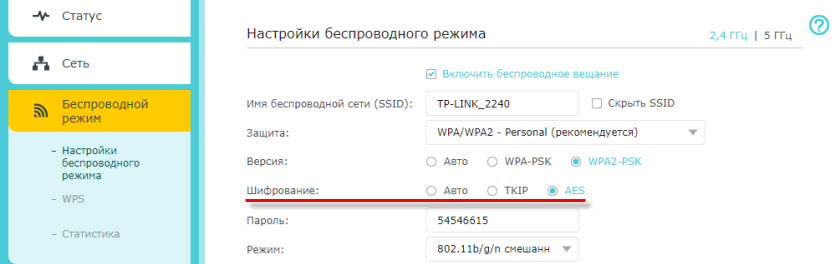 Статус
Сеть
Беспроводной
режим
- Настройки
беспроводного
режима
- WPS
- Статистика
Настройки беспроводного режима
2,4 ГГц | 5 ГГц
?
Включить беспроводное вещание
Имя беспроводной сети (SSID): TP-LINK_2240 Скрыть SSID
Защита: WPA/WPA2 - Personal (рекомендуется)
Версия: Авто WPA-PSK WPA2-PSK
Шифрование: Авто TKIP AES
Пароль: 54546615
Режим: 802.11b/g/n смешанн